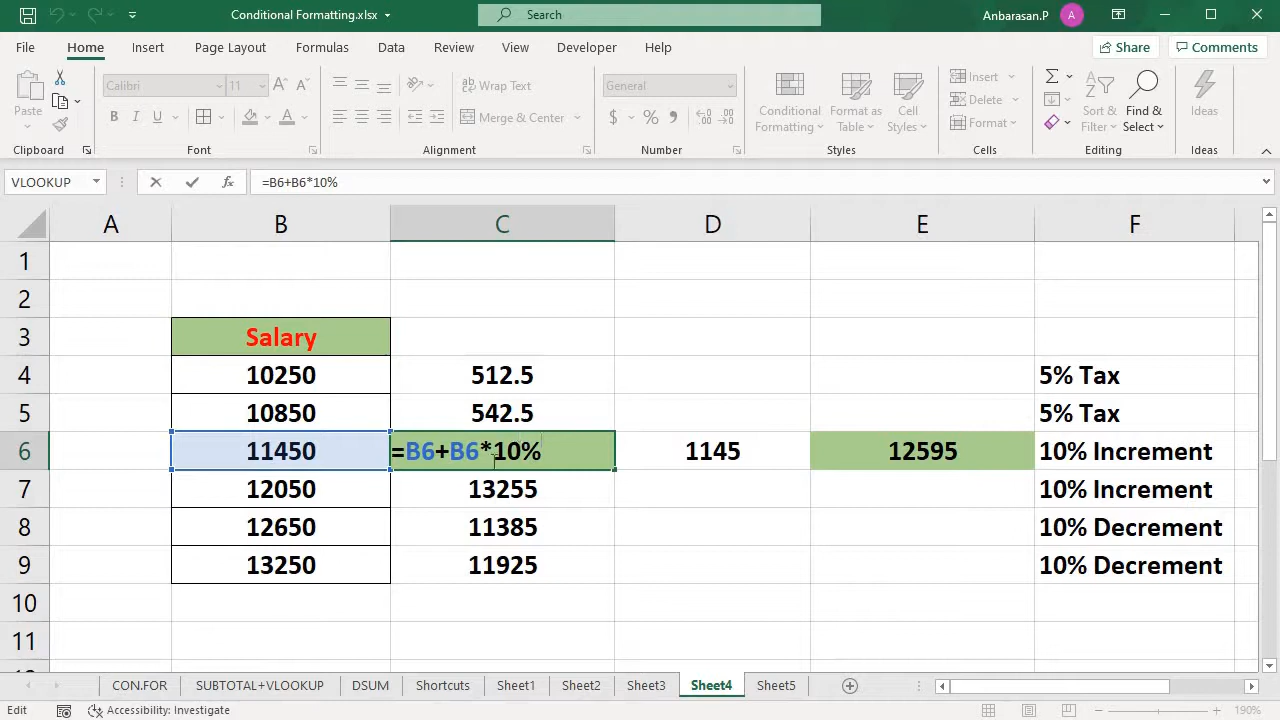 Conditional Formatting.xlsx
Search
Anbarasan.P
A
File Home Insert Page Layout Formulas Data Review View Developer Help
Share
Comments
Paste
Clipboard
Calibri 11
B I U
Font
Wrap Text
Merge & Center
Alignment
General
$ % ,
Number
Conditional Formatting
Format as Table
Cell Styles
Styles
Insert
Delete
Format
Cells
Sort & Filter
Find & Select
Editing
Ideas
Ideas
VLOOKUP
fx
=B6+B6*10%
A B C D E F
1
2
3 Salary
4 10250 512.5 5% Tax
5 10850 542.5 5% Tax
6 11450 =B6+B6*10% 1145 12595 10% Increment
7 12050 13255 10% Increment
8 12650 11385 10% Decrement
9 13250 11925 10% Decrement
10
11
CON.FOR SUBTOTAL+VLOOKUP DSUM Shortcuts Sheet1 Sheet2 Sheet3 Sheet4 Sheet5
Edit
Accessibility: Investigate
190%